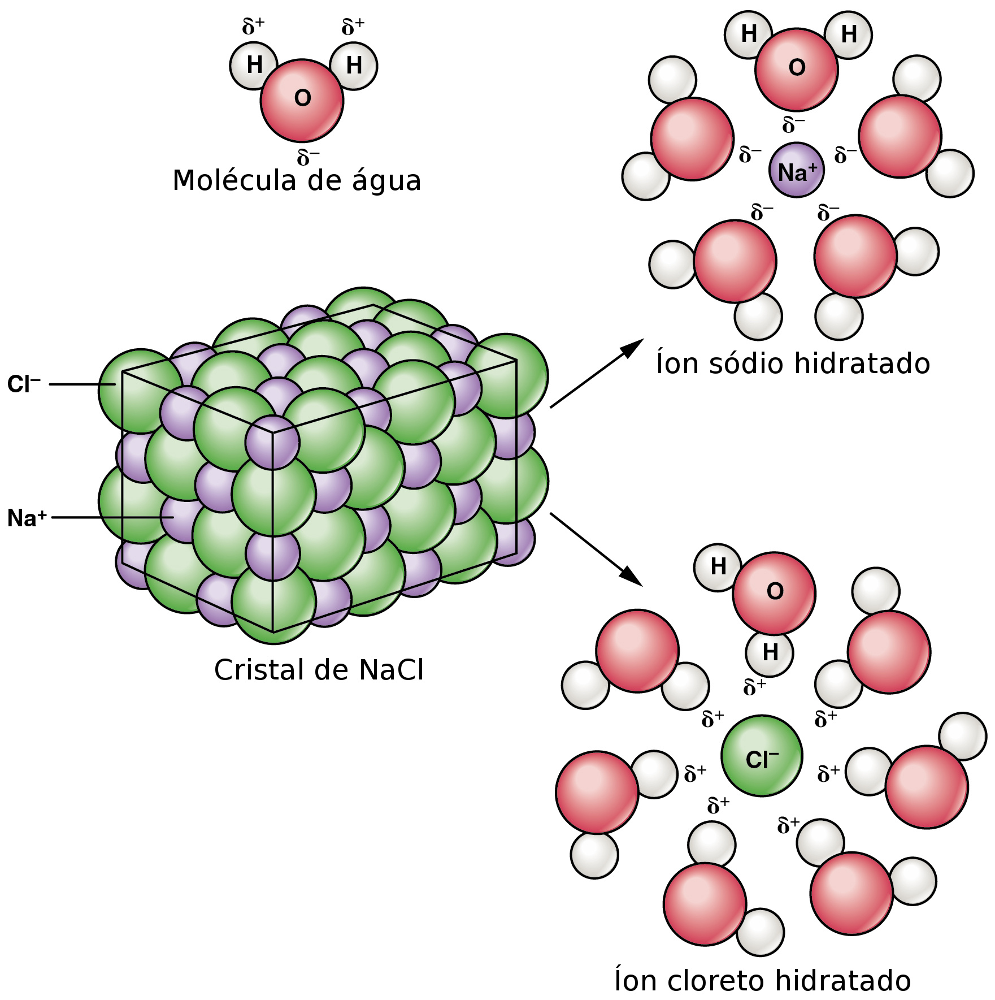 δ⁺ δ⁺
H H
O
δ⁻
Molécula de água
H H
O
δ⁻
δ⁻ δ⁻
Na⁺
δ⁻ δ⁻
Íon sódio hidratado
Cl⁻
Na⁺
Cristal de NaCl
H
O
H
δ⁺
δ⁺ δ⁺
Cl⁻
δ⁺ δ⁺
δ⁺
δ⁺
Íon cloreto hidratado